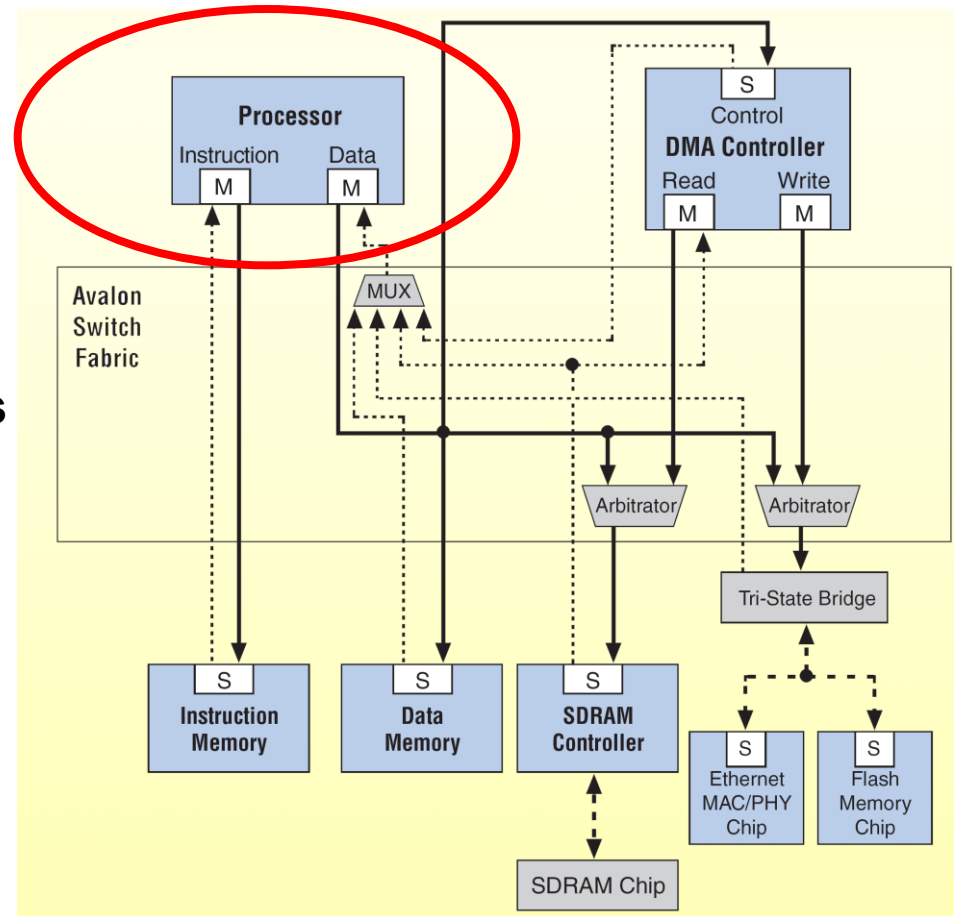 S
Control
DMA Controller
Read
Write
M
M
Processor
Instruction
Data
M
M
Avalon
Switch
Fabric
MUX
s
Arbitrator
Arbitrator
Tri-State Bridge
S
Instruction
Memory
S
Data
Memory
S
SDRAM
Controller
S
Ethernet
MAC/PHY
Chip
S
Flash
Memory
Chip
SDRAM Chip